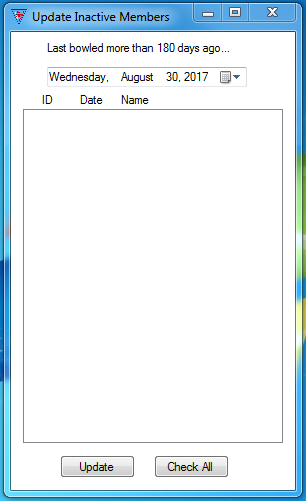 Update Inactive Members
Last bowled more than 180 days ago...
Wednesday, August 30, 2017
ID Date Name
Update Check All